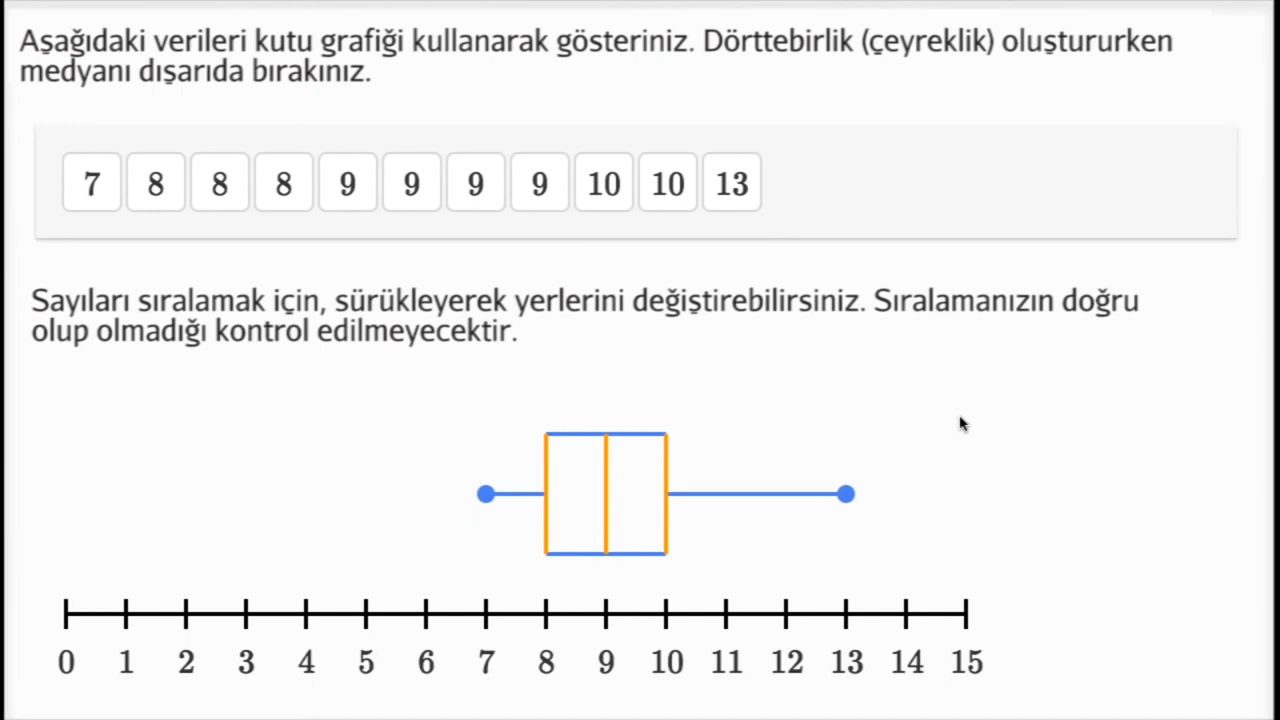 Aşağıdaki verileri kutu grafiği kullanarak gösteriniz. Dörttebirlik (çeyreklik) oluştururken
medyanı dışarıda bırakınız.
7 8 8 8 9 9 9 9 10 10 13
Sayıları sıralamak için, sürükleyerek yerlerini değiştirebilirsiniz. Sıralamanızın doğru
olup olmadığı kontrol edilmeyecektir.
0 1 2 3 4 5 6 7 8 9 10 11 12 13 14 15